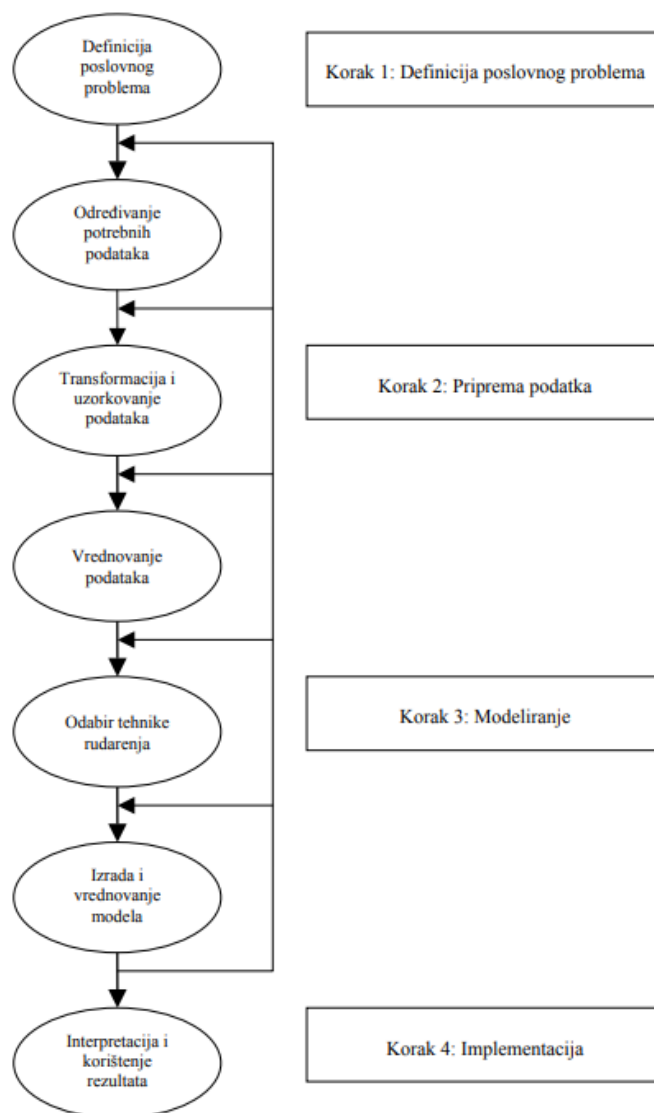 Definicija
poslovnog
problema
Korak 1: Definicija poslovnog problema
Određivanje
potrebnih
podataka
Transformacija i
uzorkovanje
podataka
Korak 2: Priprema podatka
Vrednovanje
podataka
Odabir tehnike
rudarenja
Korak 3: Modeliranje
Izrada i
vrednovanje
modela
Interpretacija i
korištenje
rezultata
Korak 4: Implementacija